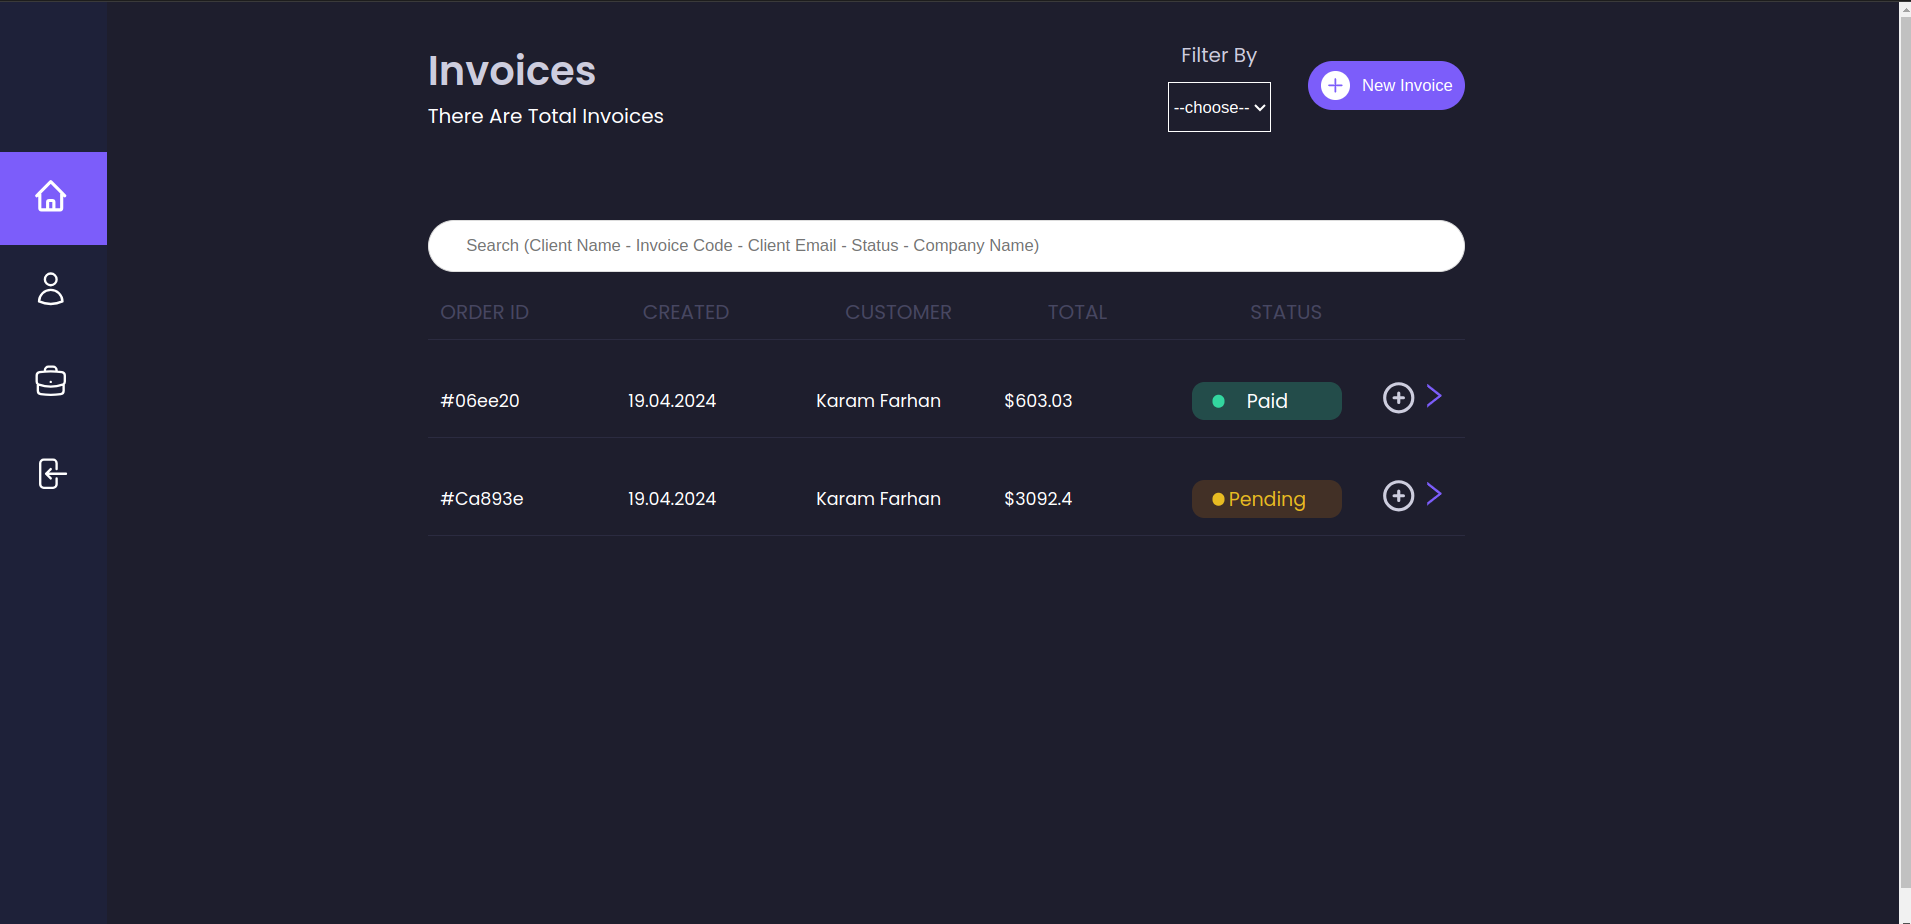 Invoices
There Are Total Invoices
Filter By
--choose--
New Invoice
Search (Client Name - Invoice Code - Client Email - Status - Company Name)
ORDER ID CREATED CUSTOMER TOTAL STATUS
#06ee20 19.04.2024 Karam Farhan $603.03 Paid
#Ca893e 19.04.2024 Karam Farhan $3092.4 Pending